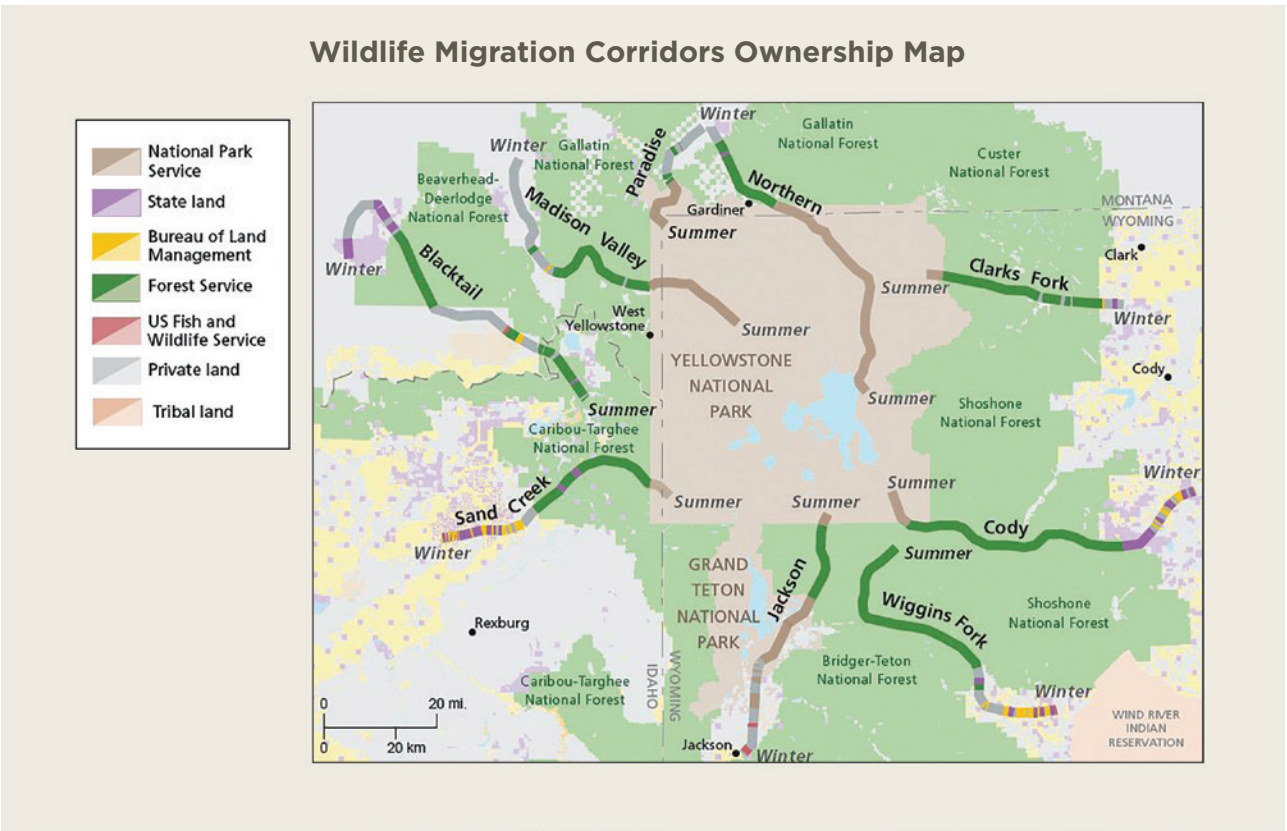 Wildlife Migration Corridors Ownership Map
National Park
Service
State land
Bureau of Land
Management
Forest Service
US Fish and
Wildlife Service
Private land
Tribal land
Winter
Gallatin
National Forest
Custer
National Forest
Winter
Gallatin
National Forest
Paradise
Beaverhead-
Deerlodge
National Forest
Northern
Gardiner
MONTANA
WYOMING
Madison Valley
Summer
Clark
Winter
Blacktail
Clarks Fork
Summer
Winter
West
Yellowstone
Summer
YELLOWSTONE
NATIONAL
PARK
Cody
Summer
Summer
Shoshone
National Forest
Caribou-Targhee
National Forest
Winter
Summer
Sand Creek
Summer
Summer
Winter
Cody
Summer
GRAND
TETON
NATIONAL
PARK
Jackson
Wiggins Fork
Shoshone
National Forest
Rexburg
IDAHO
WYOMING
Bridger-Teton
National Forest
Caribou-Targhee
National Forest
Winter
0
20 mi.
0
20 km
WIND RIVER
INDIAN
RESERVATION
Jackson
Winter